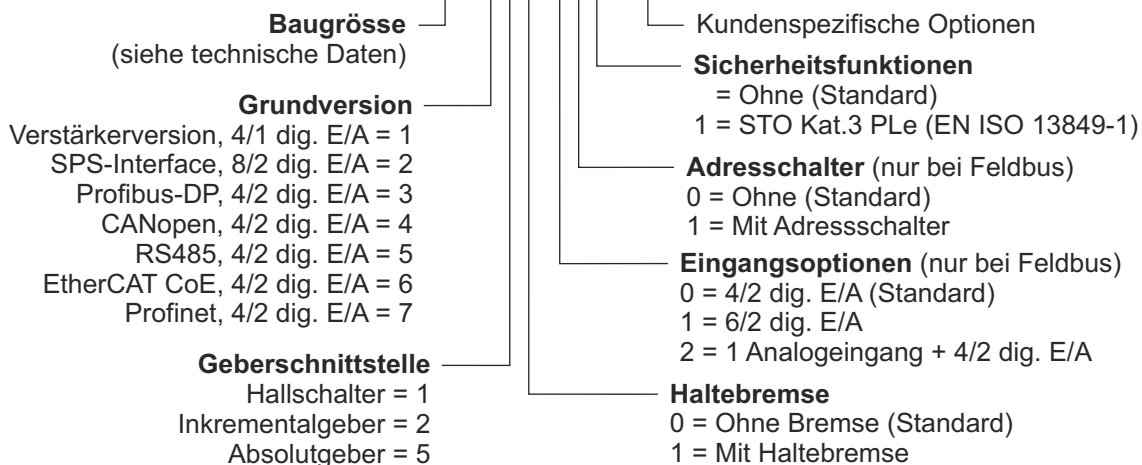 Baugrösse
(siehe technische Daten)
Grundversion
Verstärkerversion, 4/1 dig. E/A = 1
SPS-Interface, 8/2 dig. E/A = 2
Profibus-DP, 4/2 dig. E/A = 3
CANopen, 4/2 dig. E/A = 4
RS485, 4/2 dig. E/A = 5
EtherCAT CoE, 4/2 dig. E/A = 6
Profinet, 4/2 dig. E/A = 7
Geberschnittstelle
Hallschalter = 1
Inkrementalgeber = 2
Absolutgeber = 5
Kundenspezifische Optionen
Sicherheitsfunktionen
= Ohne (Standard)
1 = STO Kat.3 PLe (EN ISO 13849-1)
Adresschalter (nur bei Feldbus)
0 = Ohne (Standard)
1 = Mit Adressschalter
Eingangsoptionen (nur bei Feldbus)
0 = 4/2 dig. E/A (Standard)
1 = 6/2 dig. E/A
2 = 1 Analogeingang + 4/2 dig. E/A
Haltebremse
0 = Ohne Bremse (Standard)
1 = Mit Haltebremse